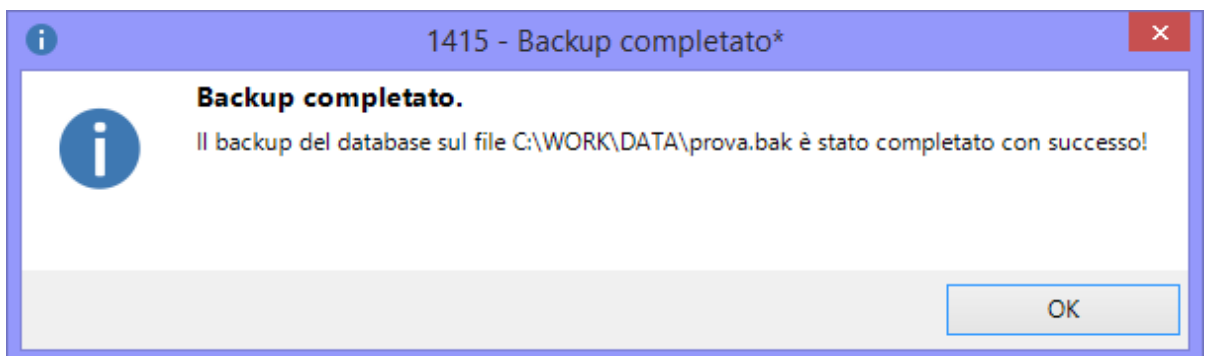 1415 - Backup completato*
Backup completato.
Il backup del database sul file C:\WORK\DATA\prova.bak è stato completato con successo!
OK